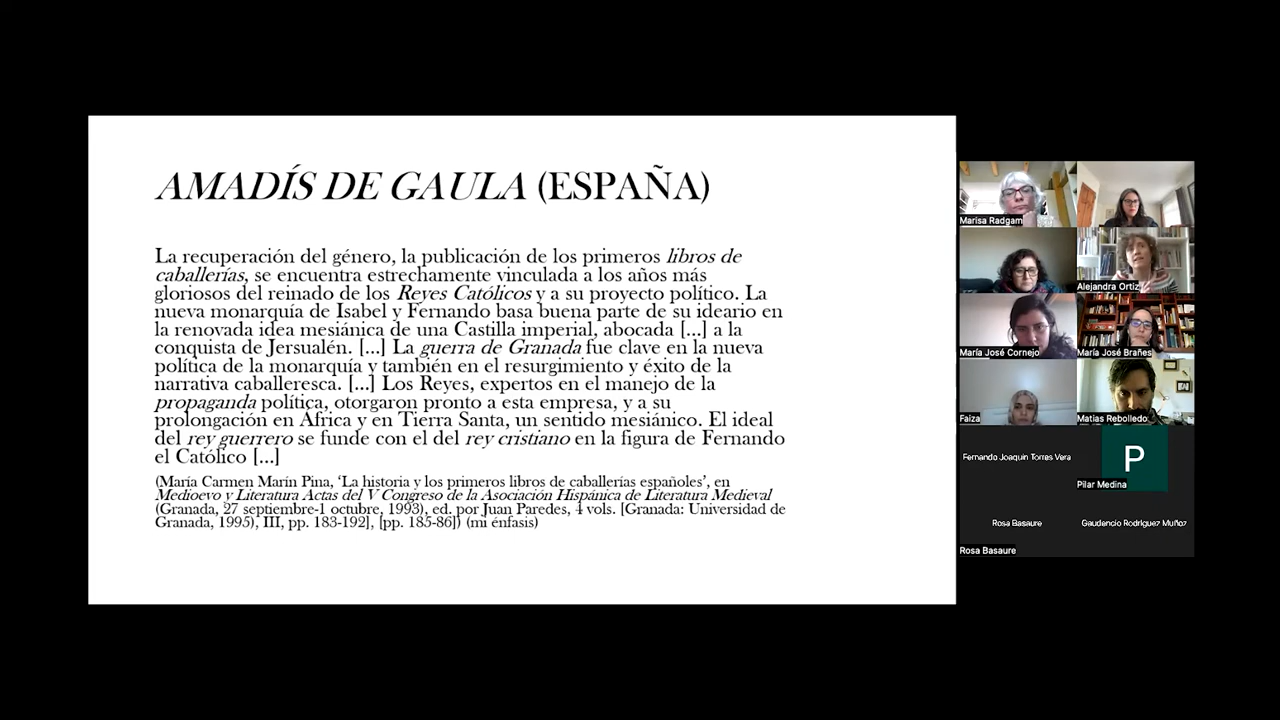 AMADÍS DE GAULA (ESPAÑA)
La recuperación del género, la publicación de los primeros libros de
caballerías, se encuentra estrechamente vinculada a los años más
gloriosos del reinado de los Reyes Católicos y a su proyecto político. La
nueva monarquía de Isabel y Fernando basa buena parte de su ideario en
la renovada idea mesiánica de una Castilla imperial, abocada [...] a la
conquista de Jersualén. [...] La guerra de Granada fue clave en la nueva
política de la monarquía y también en el resurgimiento y éxito de la
narrativa caballeresca. [...] Los Reyes, expertos en el manejo de la
propaganda política, otorgaron pronto a esta empresa, y a su
prolongación en África y en Tierra Santa, un sentido mesiánico. El ideal
del rey guerrero se funde con el del rey cristiano en la figura de Fernando
el Católico [...]
(María Carmen Marín Pina, ‘La historia y los primeros libros de caballerías españoles’, en
Medioevo y Literatura Actas del V Congreso de la Asociación Hispánica de Literatura Medieval
(Granada, 27 septiembre-1 octubre, 1993), ed. por Juan Paredes, 4 vols. [Granada: Universidad de
Granada, 1995), III, pp. 183-192], [pp. 185-86]) (mi énfasis)
Marisa Radgam
Alejandra Ortiz
María José Cornejo
María José Brañes
Faiza
Matias Rebolledo
Fernando Joaquin Torres Vera
P
Pilar Medina
Rosa Basaure
Gaudencio Rodríguez Muñoz
Rosa Basaure